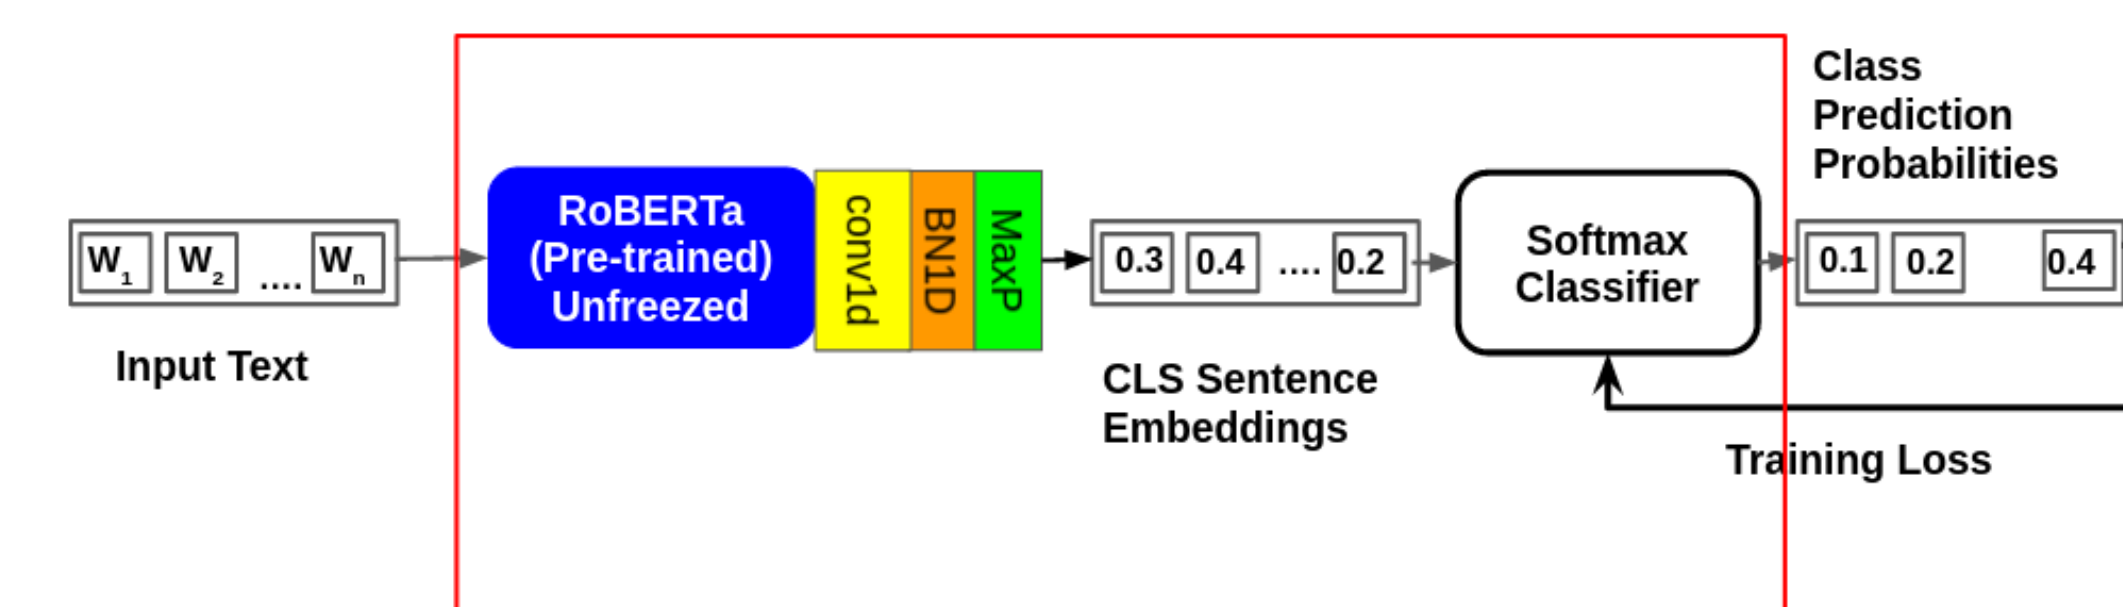 W1 W2 .... Wn
Input Text
RoBERTa
(Pre-trained)
Unfreezed
conv1d
BN1D
MaxP
0.3 0.4 .... 0.2
CLS Sentence
Embeddings
Softmax
Classifier
Class
Prediction
Probabilities
0.1 0.2 0.4
Training Loss